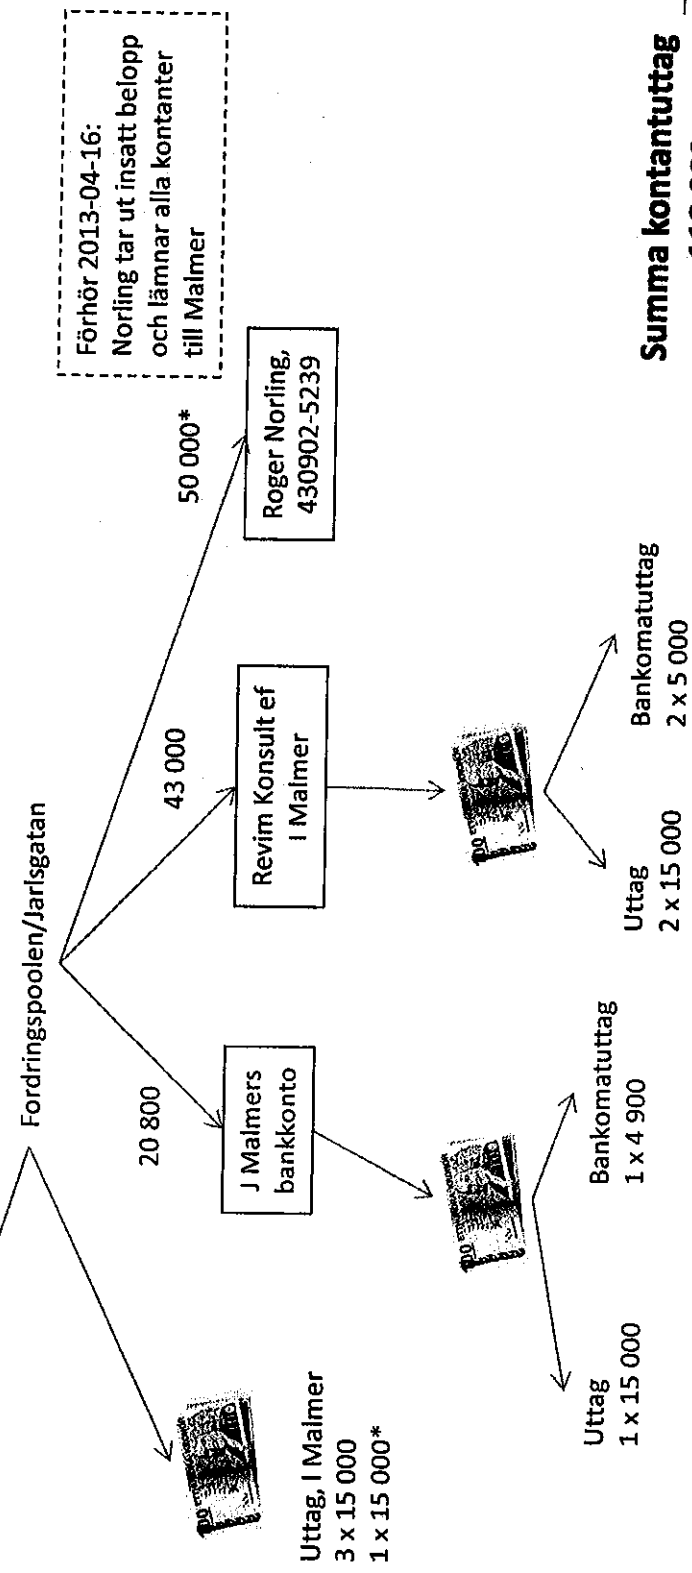 Fordringspoolen/Jarlsgatan
Förhör 2013-04-16:
Norling tar ut insatt belopp
och lämnar alla kontanter
till Malmer
20 800
43 000
50 000*
J Malmers
bankkonto
Revim Konsult ef
I Malmer
Roger Norling,
430902-5239
Uttag, I Malmer
3 x 15 000
1 x 15 000*
Uttag
1 x 15 000
Bankomatuttag
1 x 4 900
Uttag
2 x 15 000
Bankomatuttag
2 x 5 000
Summa kontantuttag